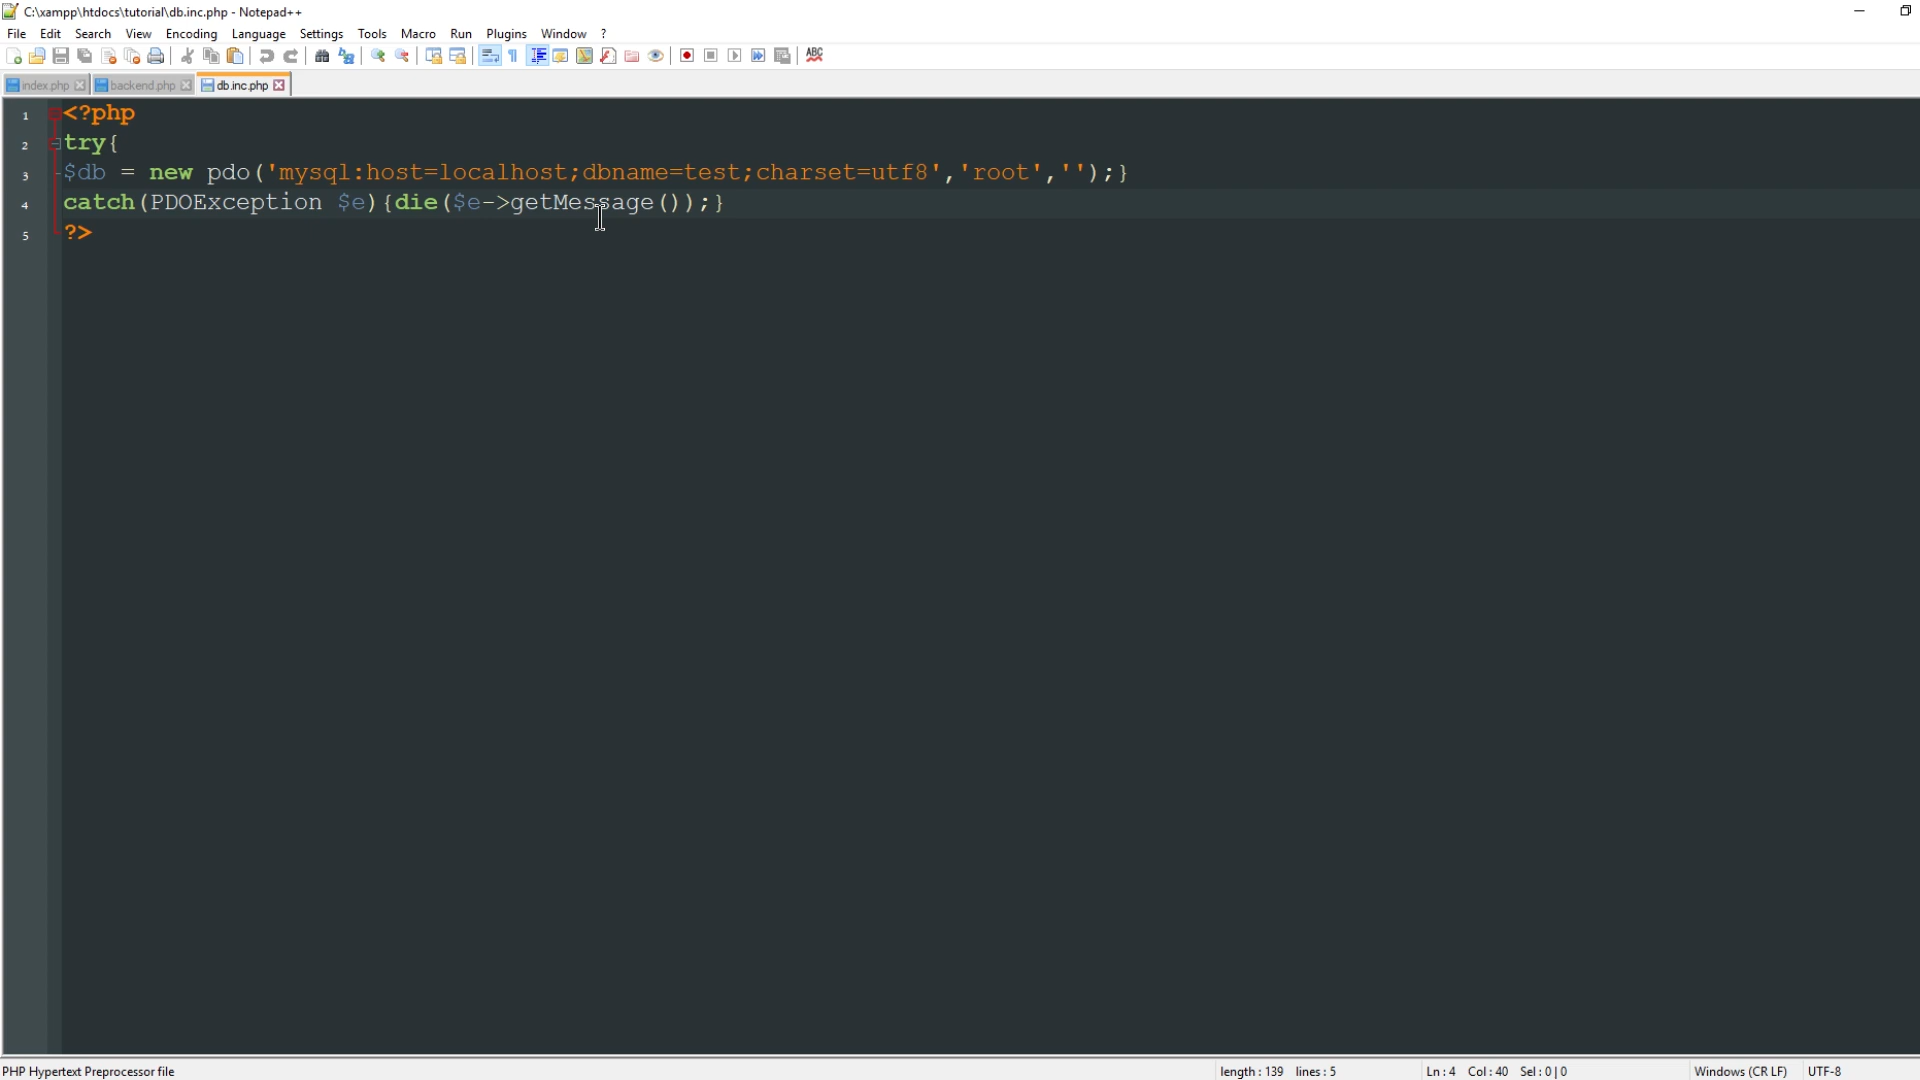 C:\xampp\htdocs\tutorial\db.inc.php - Notepad++
File Edit Search View Encoding Language Settings Tools Macro Run Plugins Window ?
ABC
index.php backend.php db.inc.php
1 <?php
2 try{
3 $db = new pdo('mysql:host=localhost;dbname=test;charset=utf8','root','');}
4 catch(PDOException $e){die($e->getMessage());}
5 ?>
PHP Hypertext Preprocessor file length : 139 lines : 5 Ln : 4 Col : 40 Sel : 0 | 0 Windows (CR LF) UTF-8